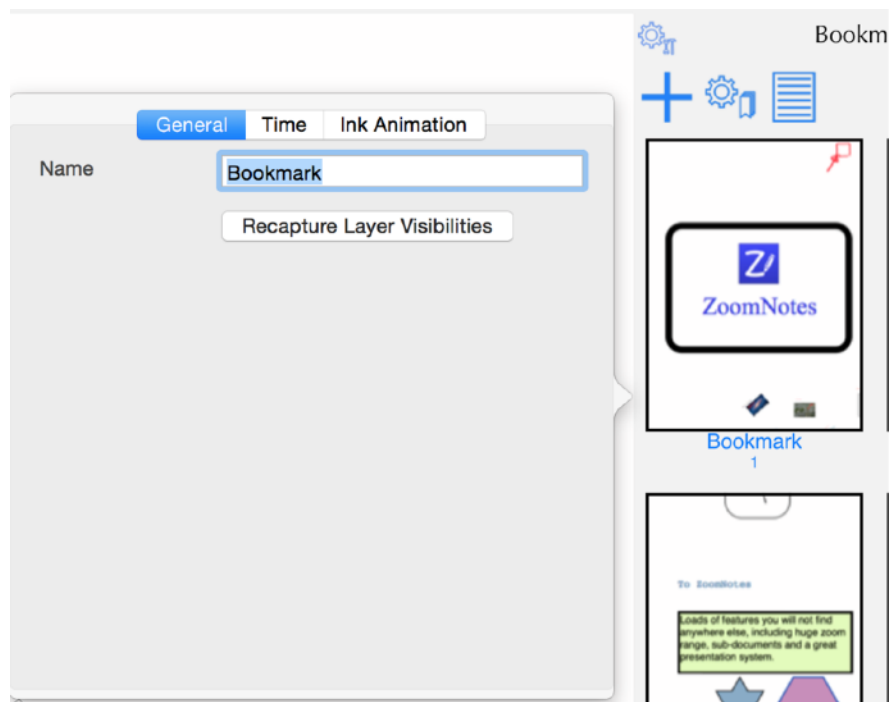 Bookm
General Time Ink Animation
Name Bookmark
Recapture Layer Visibilities
ZoomNotes
Bookmark
1
To ZoomNotes
Loads of features you will not find
anywhere else, including huge zoom
range, sub-documents and a great
presentation system.